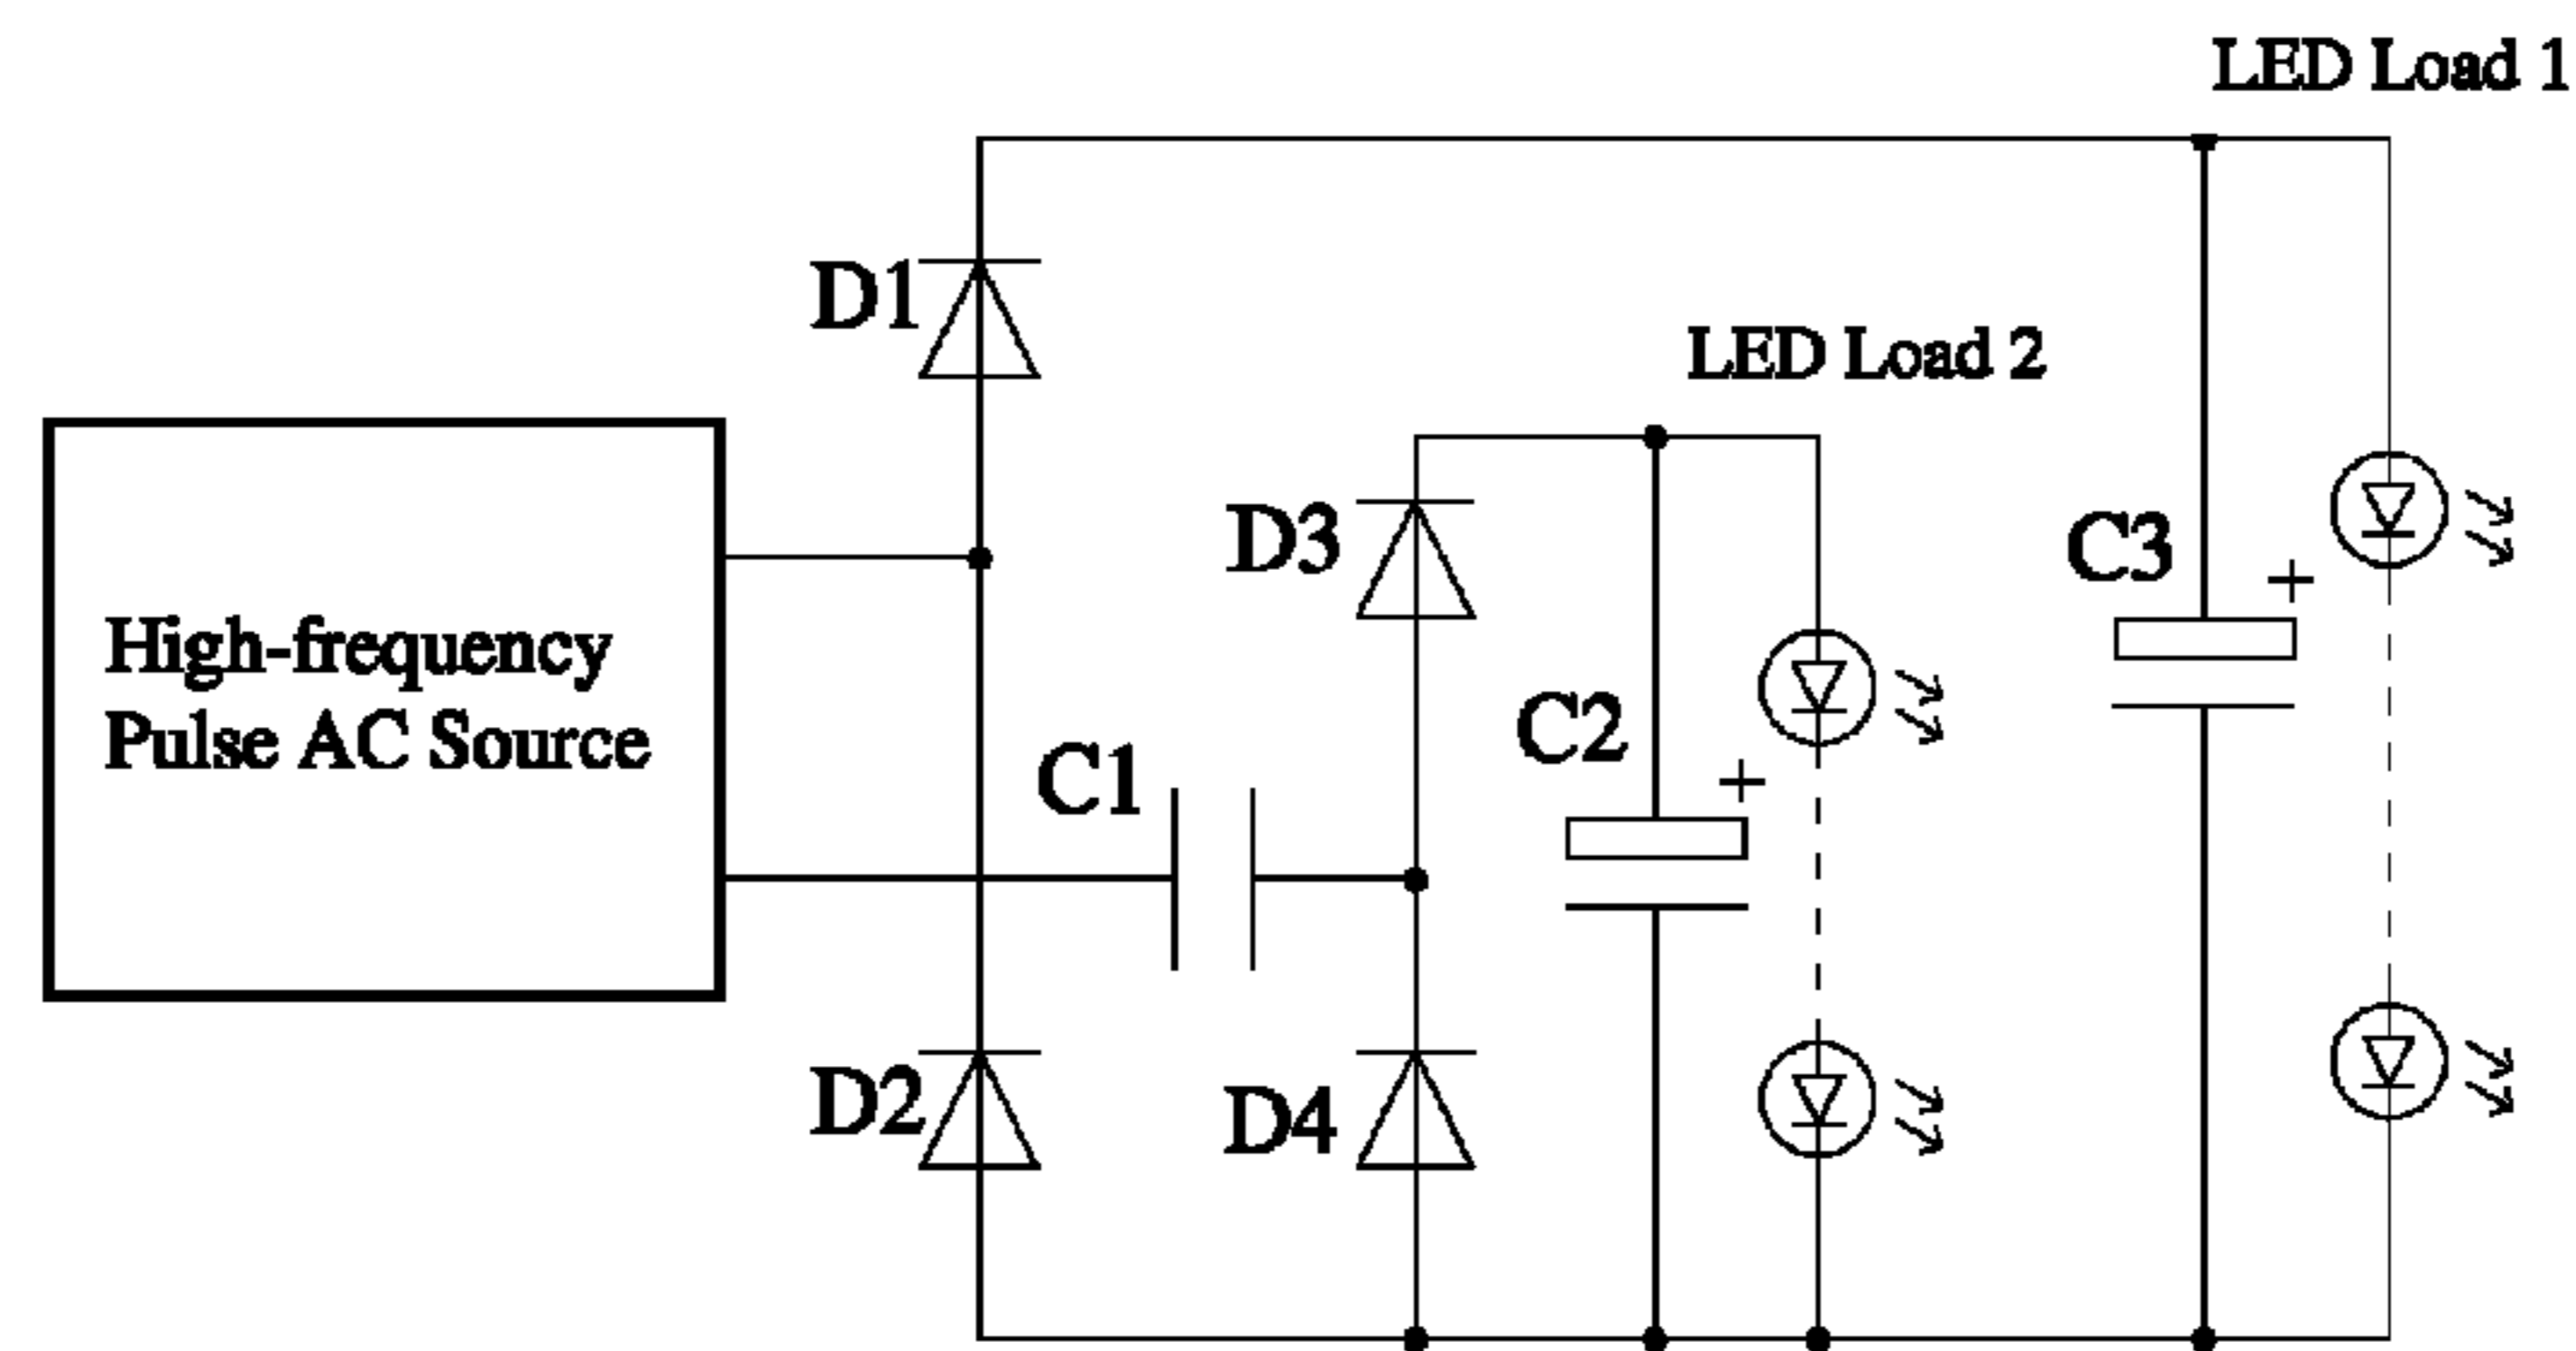 LED Load 1
D1
LED Load 2
D3
C3
+
High-frequency
Pulse AC Source
C1
C2
+
D2
D4